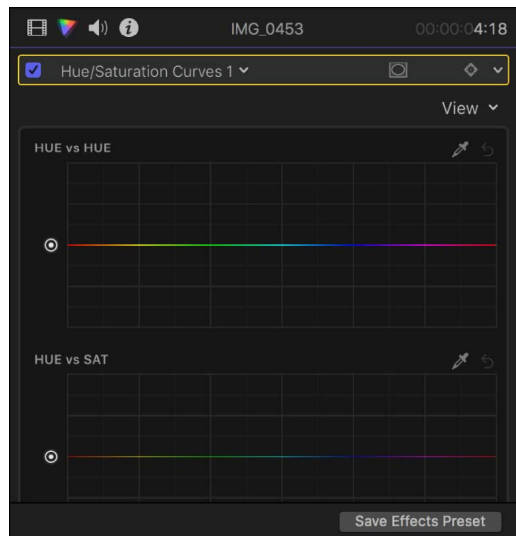 IMG_0453 00:00:04:18
Hue/Saturation Curves 1
View
HUE vs HUE
HUE vs SAT
Save Effects Preset